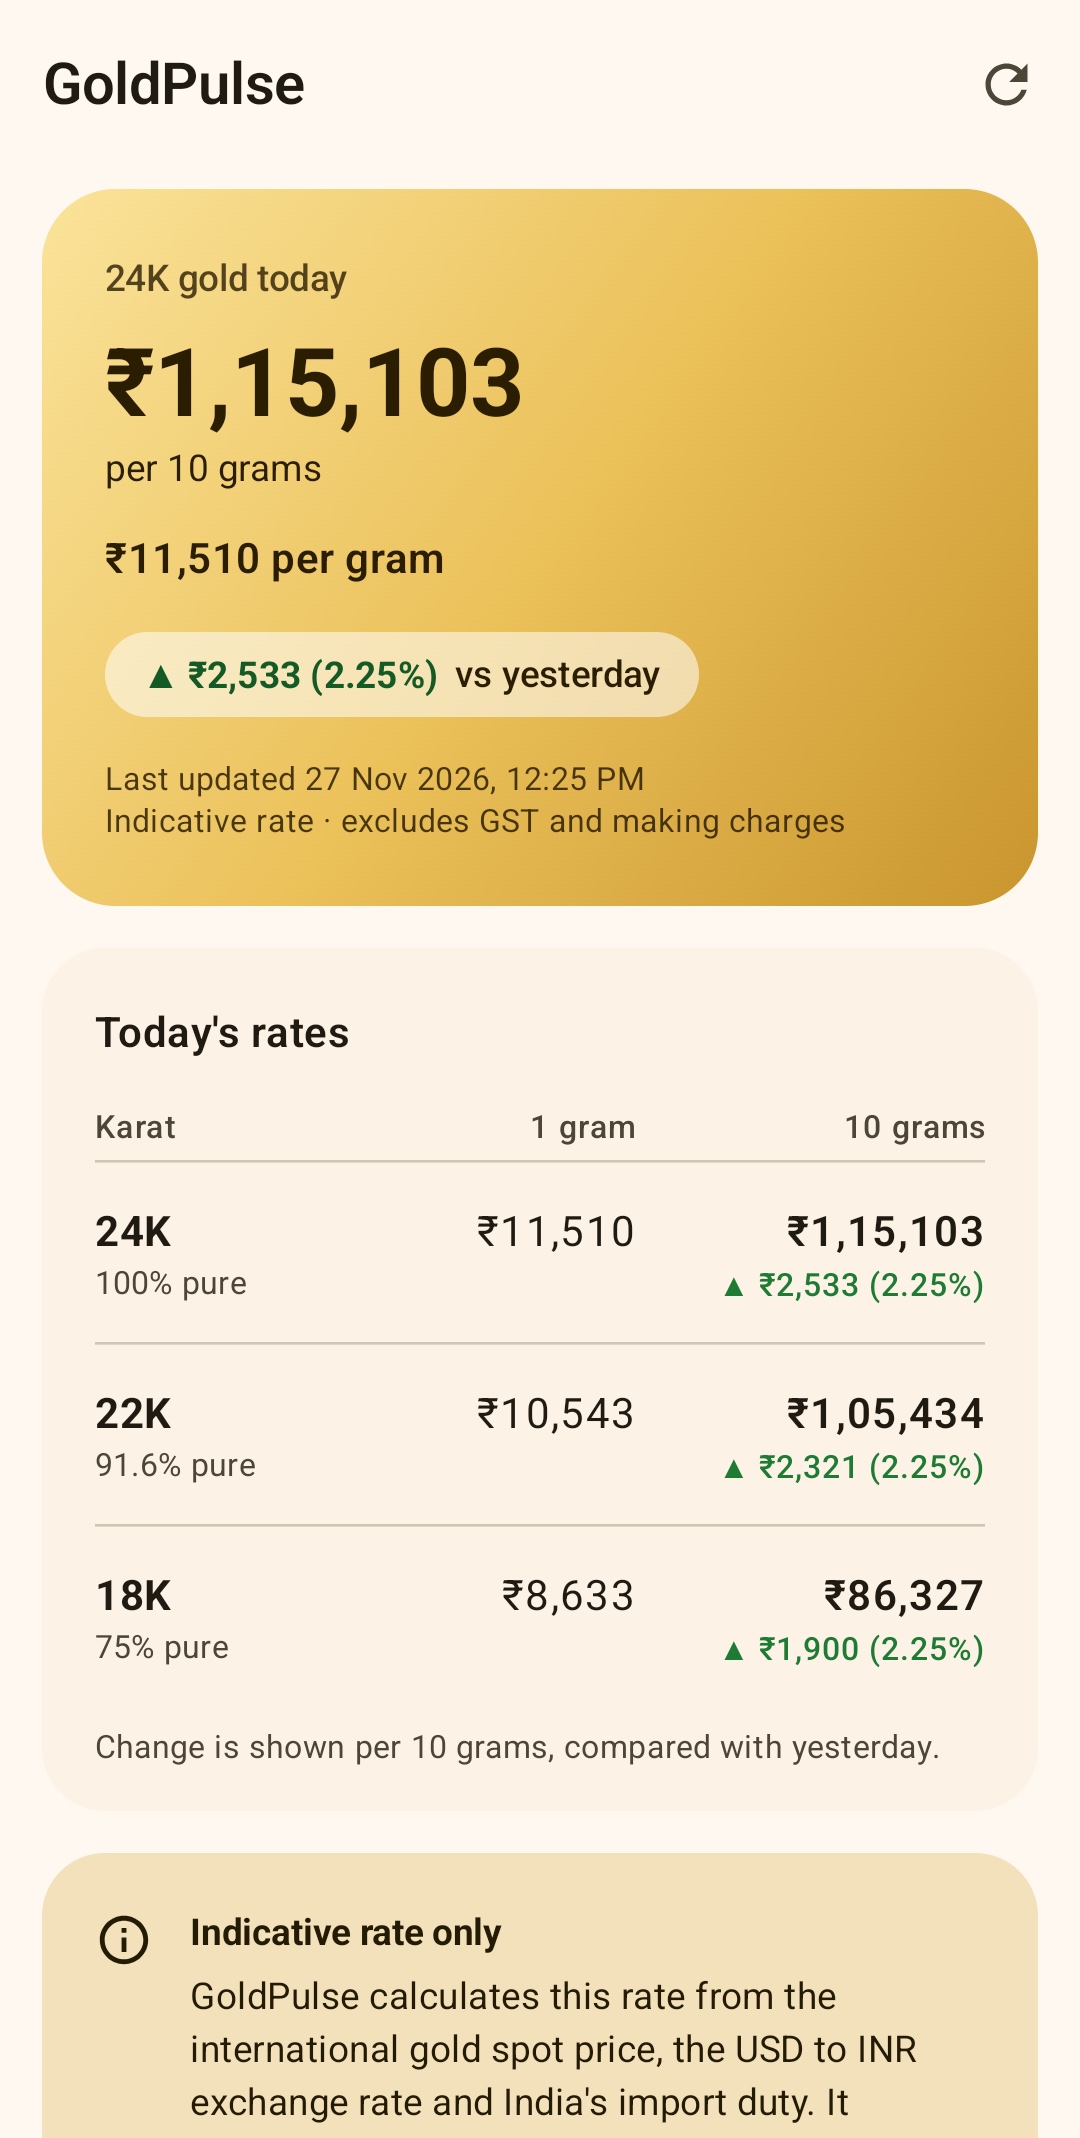 GoldPulse
24K gold today
₹1,15,103
per 10 grams
₹11,510 per gram
▲ ₹2,533 (2.25%) vs yesterday
Last updated 27 Nov 2026, 12:25 PM
Indicative rate · excludes GST and making charges
Today's rates
Karat 1 gram 10 grams
24K ₹11,510 ₹1,15,103
100% pure ▲ ₹2,533 (2.25%)
22K ₹10,543 ₹1,05,434
91.6% pure ▲ ₹2,321 (2.25%)
18K ₹8,633 ₹86,327
75% pure ▲ ₹1,900 (2.25%)
Change is shown per 10 grams, compared with yesterday.
Indicative rate only
GoldPulse calculates this rate from the
international gold spot price, the USD to INR
exchange rate and India's import duty. It